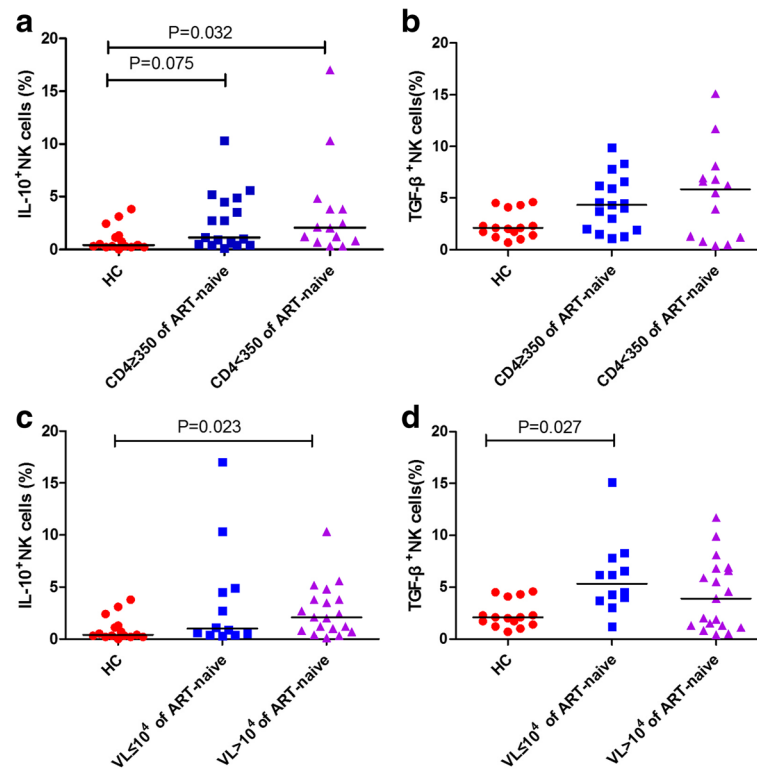 a
P=0.032
P=0.075
IL-10⁺NK cells (%)
20
15
10
5
0
HC
CD4≥350 of ART-naive
CD4<350 of ART-naive
b
TGF-β ⁺NK cells(%)
20
15
10
5
0
HC
CD4≥350 of ART-naive
CD4<350 of ART-naive
c
P=0.023
IL-10⁺NK cells (%)
20
15
10
5
0
HC
VL≤10⁴ of ART-naive
VL>10⁴ of ART-naive
d
P=0.027
TGF-β ⁺NK cells(%)
20
15
10
5
0
HC
VL≤10⁴ of ART-naive
VL>10⁴ of ART-naive